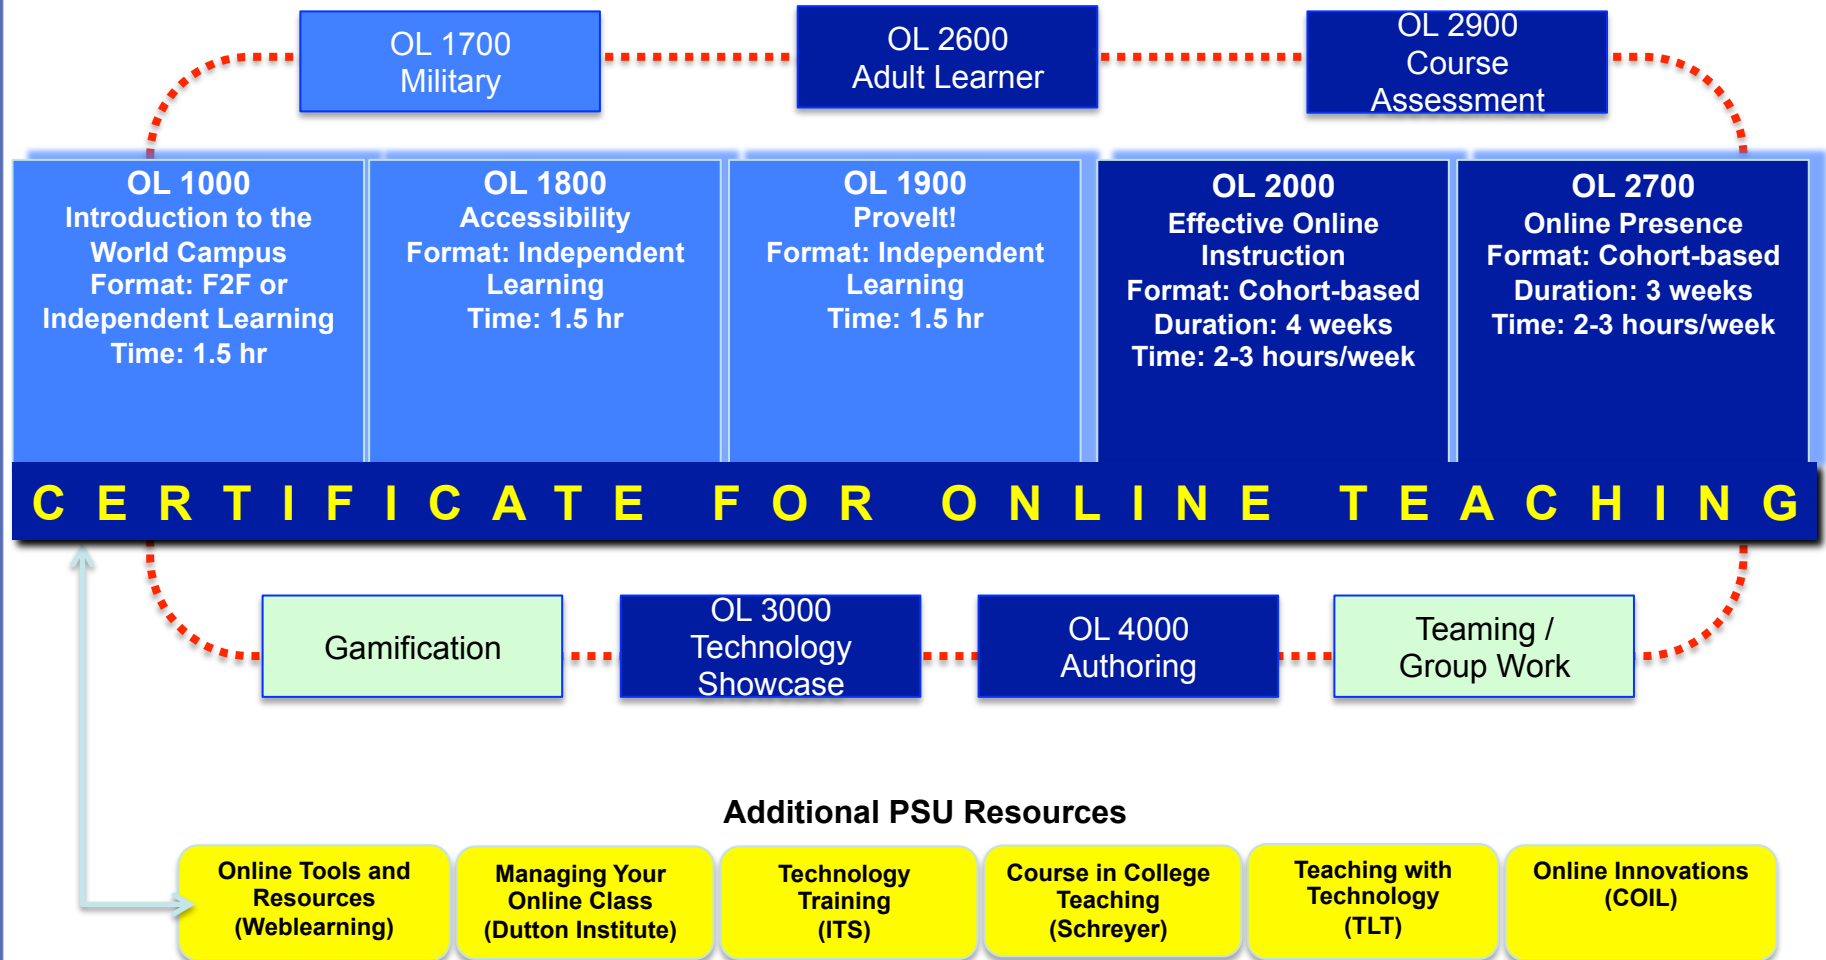 OL 1700
Military
OL 2600
Adult Learner
OL 2900
Course
Assessment
OL 1000
Introduction to the
World Campus
Format: F2F or
Independent Learning
Time: 1.5 hr
OL 1800
Accessibility
Format: Independent
Learning
Time: 1.5 hr
OL 1900
ProveIt!
Format: Independent
Learning
Time: 1.5 hr
OL 2000
Effective Online
Instruction
Format: Cohort-based
Duration: 4 weeks
Time: 2-3 hours/week
OL 2700
Online Presence
Format: Cohort-based
Duration: 3 weeks
Time: 2-3 hours/week
CERTIFICATE FOR ONLINE TEACHING
Gamification
OL 3000
Technology
Showcase
OL 4000
Authoring
Teaming /
Group Work
Additional PSU Resources
Online Tools and
Resources
(Weblearning)
Managing Your
Online Class
(Dutton Institute)
Technology
Training
(ITS)
Course in College
Teaching
(Schreyer)
Teaching with
Technology
(TLT)
Online Innovations
(COIL)